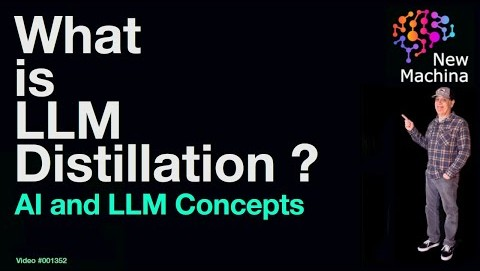 What
is
LLM
Distillation ?
AI and LLM Concepts
New
Machina
Video #001352